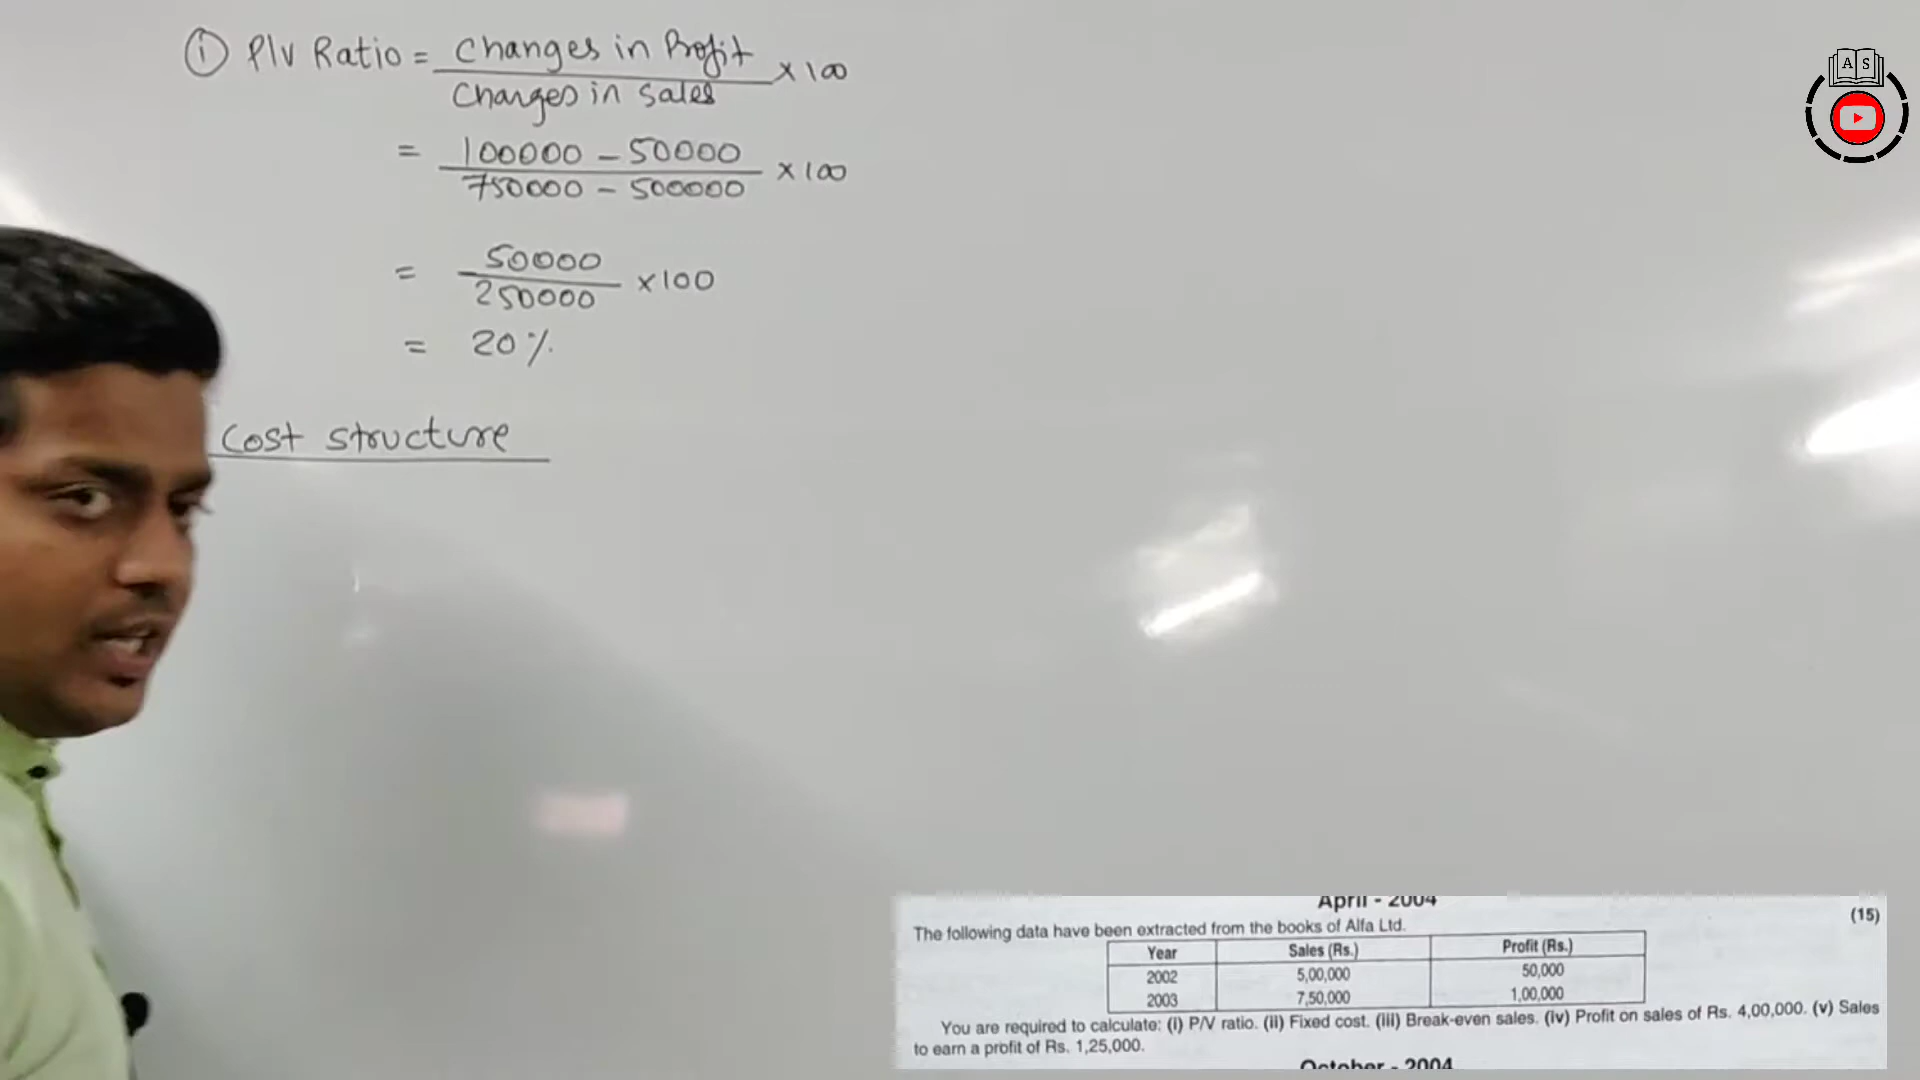 ① P/V Ratio = Changes in Profit / Changes in Sales × 100
= 100000 - 50000 / 750000 - 500000 × 100
= 50000 / 250000 × 100
= 20%
Cost structure
A S
April - 2004
(15)
The following data have been extracted from the books of Alfa Ltd.
Year Sales (Rs.) Profit (Rs.)
2002 5,00,000 50,000
2003 7,50,000 1,00,000
You are required to calculate: (i) P/V ratio. (ii) Fixed cost. (iii) Break-even sales. (iv) Profit on sales of Rs. 4,00,000. (v) Sales
to earn a profit of Rs. 1,25,000.
October - 2004